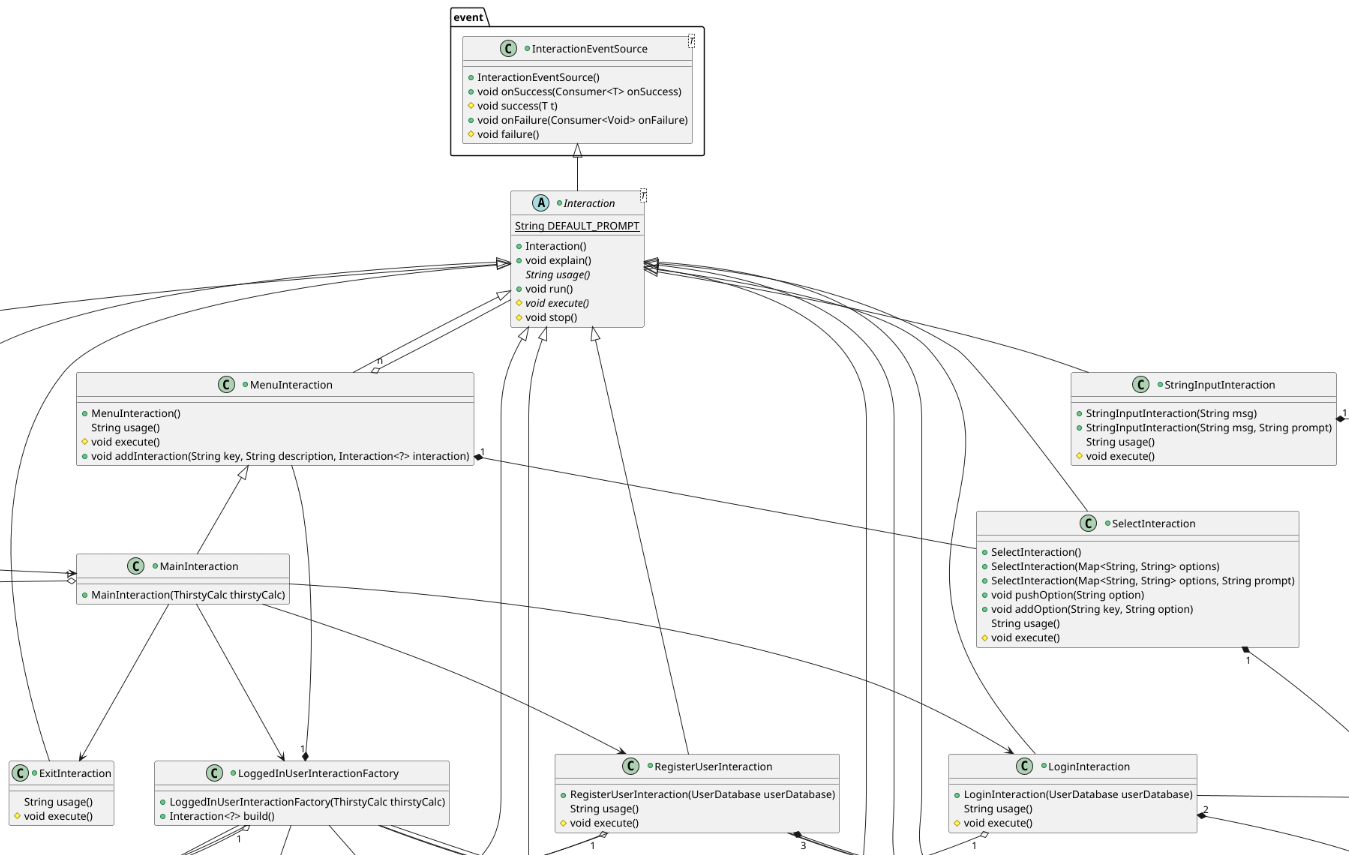 event
C InteractionEventSource T
InteractionEventSource()
void onSuccess(Consumer<T> onSuccess)
void success(T t)
void onFailure(Consumer<Void> onFailure)
void failure()
A Interaction T
String DEFAULT_PROMPT
Interaction()
void explain()
String usage()
void run()
void execute()
void stop()
n
C MenuInteraction
MenuInteraction()
String usage()
void execute()
void addInteraction(String key, String description, Interaction<?> interaction)
1
C StringInputInteraction
StringInputInteraction(String msg)
StringInputInteraction(String msg, String prompt)
String usage()
void execute()
1
C SelectInteraction
SelectInteraction()
SelectInteraction(Map<String, String> options)
SelectInteraction(Map<String, String> options, String prompt)
void pushOption(String option)
void addOption(String key, String option)
String usage()
void execute()
1
C MainInteraction
MainInteraction(ThirstyCalc thirstyCalc)
C ExitInteraction
String usage()
void execute()
1
C LoggedInUserInteractionFactory
LoggedInUserInteractionFactory(ThirstyCalc thirstyCalc)
Interaction<?> build()
1
C RegisterUserInteraction
RegisterUserInteraction(UserDatabase userDatabase)
String usage()
void execute()
1
3
C LoginInteraction
LoginInteraction(UserDatabase userDatabase)
String usage()
void execute()
2
1